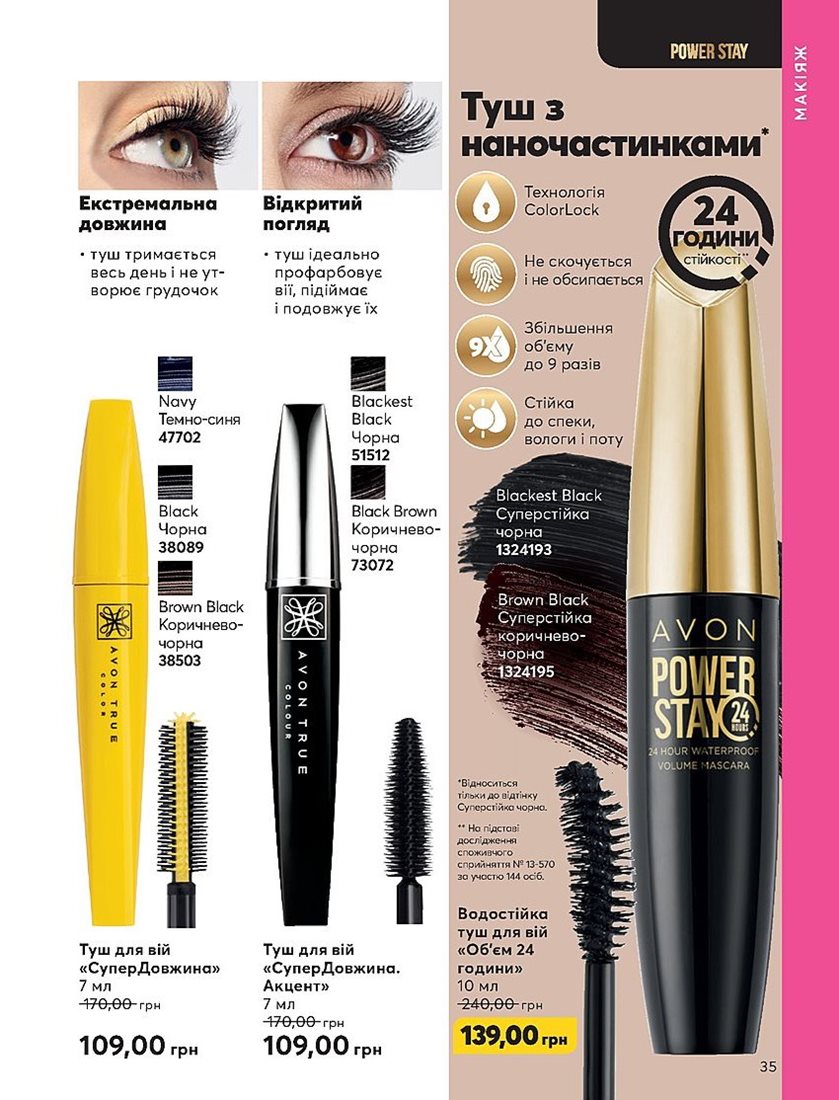 POWER STAY
МАКІЯЖ
Екстремальна
довжина
• туш тримається
весь день і не ут-
ворює грудочок
Відкритий
погляд
• туш ідеально
профарбовує
вії, підіймає
і подовжує їх
Туш з
наночастинками*
Технологія
ColorLock
Не скочується
і не обсипається
9X
Збільшення
об'єму
до 9 разів
Стійка
до спеки,
вологи і поту
24
ГОДИНИ
СТІЙКОСТІ**
Navy
Темно-синя
47702
Black
Чорна
38089
Brown Black
Коричнево-
чорна
38503
AVON TRUE
COLOR
Blackest
Black
Чорна
51512
Black Brown
Коричнево-
чорна
73072
AVON TRUE
COLOUR
Blackest Black
Суперстійка
чорна
1324193
Brown Black
Суперстійка
коричнево-
чорна
1324195
AVON
POWER
STAY
24
HOURS
24 HOUR WATERPROOF
VOLUME MASCARA
*Відноситься
тільки до відтінку
Суперстійка чорна.
** На підставі
дослідження
споживчого
сприйняття № 13-570
за участю 144 осіб.
Туш для вій
«СуперДовжина»
7 мл
170,00 грн
109,00 грн
Туш для вій
«СуперДовжина.
Акцент»
7 мл
170,00 грн
109,00 грн
Водостійка
туш для вій
«Об'єм 24
години»
10 мл
240,00 грн
139,00 грн
35